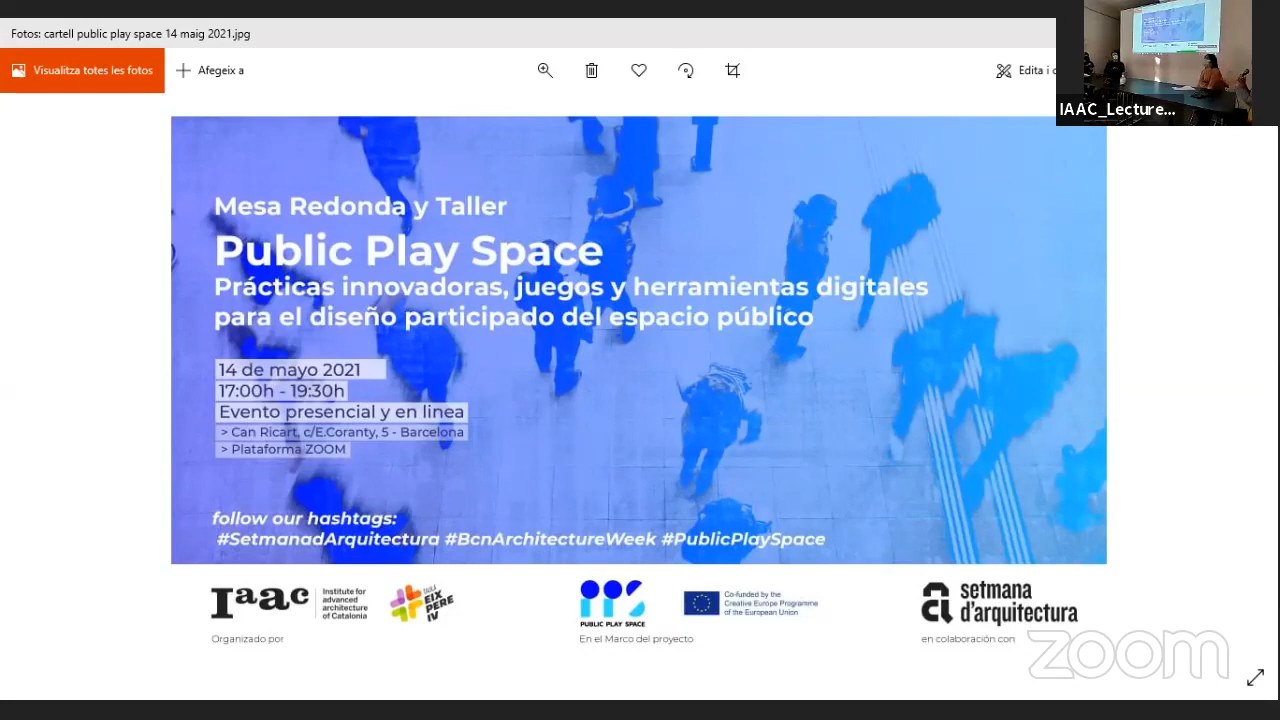 Fotos: cartell public play space 14 maig 2021.jpg
Visualitza totes les fotos
Afegeix a
Edita i c
IAAC_Lecture...
Mesa Redonda y Taller
Public Play Space
Prácticas innovadoras, juegos y herramientas digitales
para el diseño participado del espacio público
14 de mayo 2021
17:00h - 19:30h
Evento presencial y en linea
> Can Ricart, c/E.Coranty, 5 - Barcelona
> Plataforma ZOOM
follow our hashtags:
#SetmanadArquitectura #BcnArchitectureWeek #PublicPlaySpace
Iaac
Institute for
advanced
architecture
of Catalonia
TAULA
EIX
PERE
IV
Organizado por
PPS
PUBLIC PLAY SPACE
Co-funded by the
Creative Europe Programme
of the European Union
En el Marco del proyecto
setmana
d'arquitectura
en colaboración con
zoom